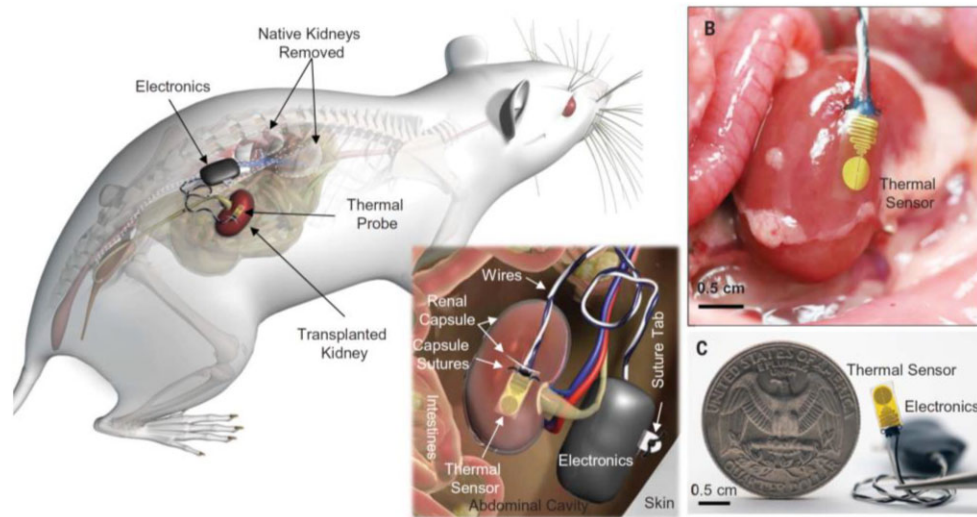 Native Kidneys
Removed
Electronics
Thermal
Probe
Transplanted
Kidney
Wires
Renal
Capsule
Capsule
Sutures
Intestines
Thermal
Sensor
Abdominal Cavity
Electronics
Suture Tab
Skin
B
Thermal
Sensor
0.5 cm
C
UNITED STATES OF AMERICA
Thermal Sensor
Electronics
0.5 cm